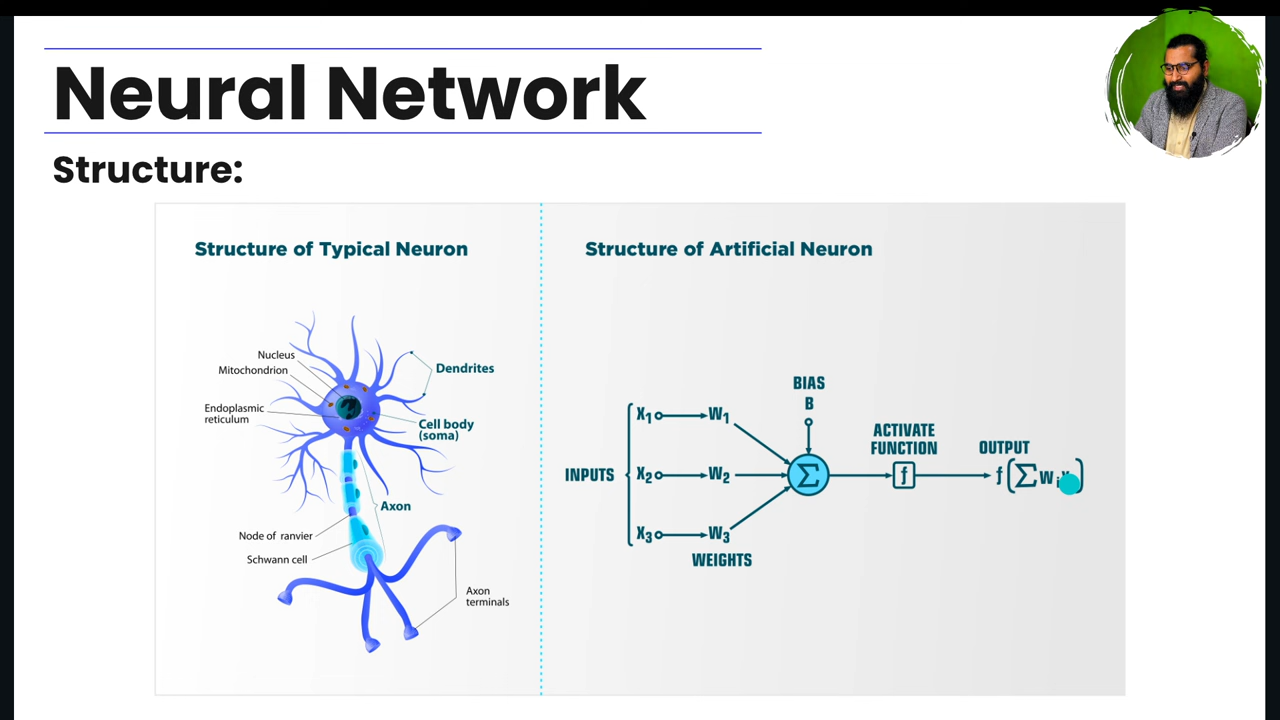 Neural Network
Structure:
Structure of Typical Neuron
Nucleus
Mitochondrion
Endoplasmic
reticulum
Dendrites
Cell body
(soma)
Axon
Node of ranvier
Schwann cell
Axon
terminals
Structure of Artificial Neuron
BIAS
B
INPUTS
X₁
W₁
X₂
W₂
X₃
W₃
WEIGHTS
Σ
ACTIVATE
FUNCTION
f
OUTPUT
f(ΣWᵢ